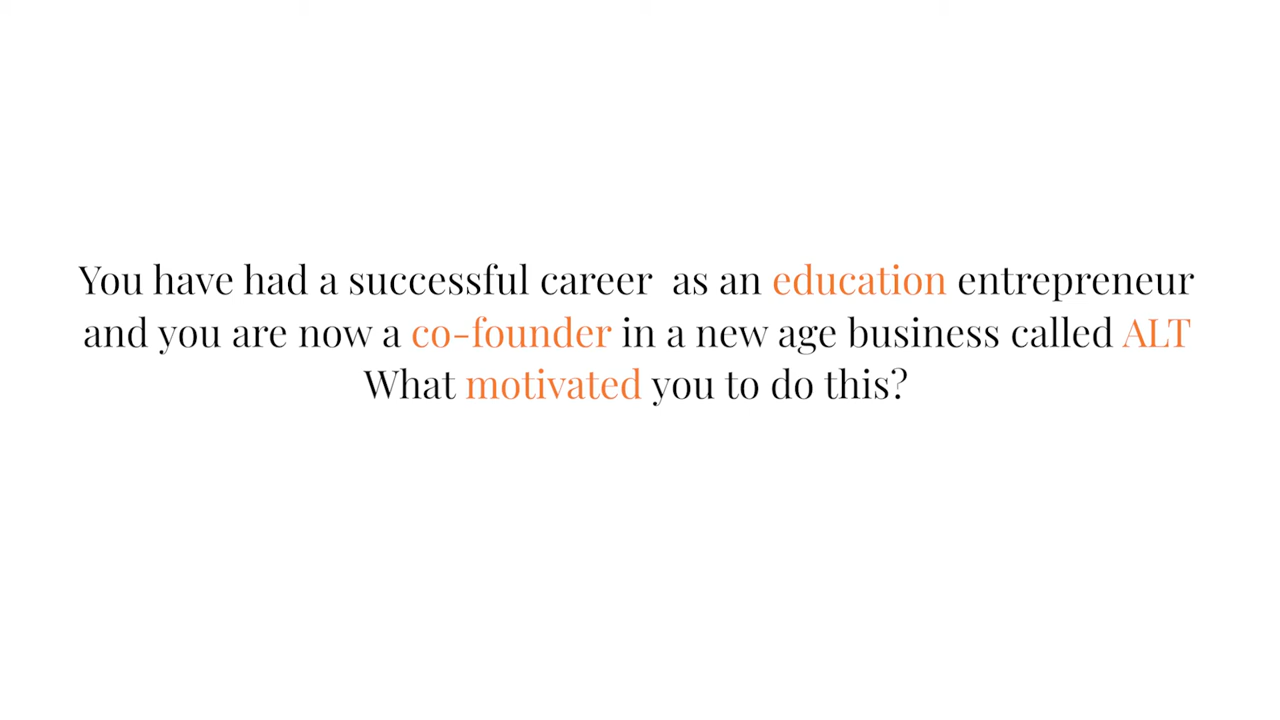 You have had a successful career  as an education entrepreneur
and you are now a co-founder in a new age business called ALT
What motivated you to do this?